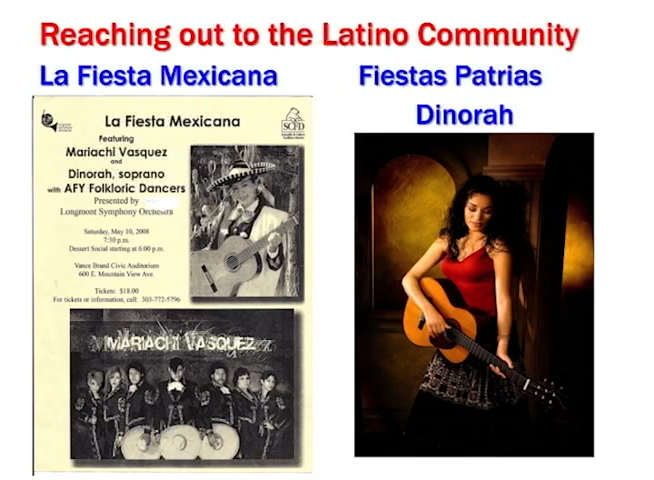 Reaching out to the Latino Community
La Fiesta Mexicana
Fiestas Patrias
Dinorah
La Fiesta Mexicana
Featuring
Mariachi Vasquez
and
Dinorah, soprano
with AFY Folkloric Dancers
Presented by
Longmont Symphony Orchestra
Saturday, May 10, 2008
7:30 p.m.
Dessert Social starting at 6:00 p.m.
Vance Brand Civic Auditorium
600 E. Mountain View Ave.
Tickets: $18.00
For tickets or information, call: 303-772-5796
SCFD
MARIACHI VASQUEZ